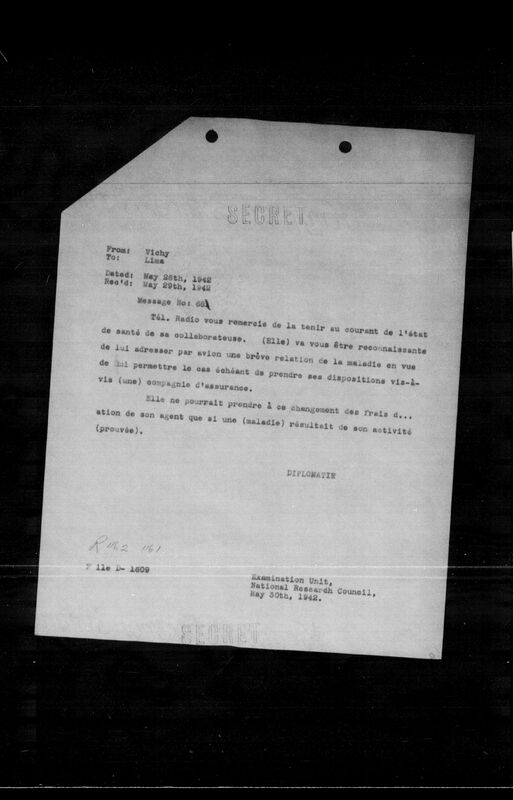 SECRET
From: Vichy
To: Lima
Dated: May 28th, 1942
Rec'd: May 29th, 1942
Message No: 68
Tél. Radio vous remercie de la tenir au courant de l'état
de santé de sa collaborateuse. (Elle) va vous être reconnaissante
de lui adresser par avion une brève relation de la maladie en vue
de lui permettre le cas échéant de prendre ses dispositions vis-à-
vis (une) compagnie d'assurance.
Elle ne pourrait prendre à ce changement des frais d...
ation de son agent que si une (maladie) résultait de son activité
(prouvée).
DIPLOMATIE
File D- 1609
Examination Unit,
National Research Council,
May 30th, 1942.
SECRET